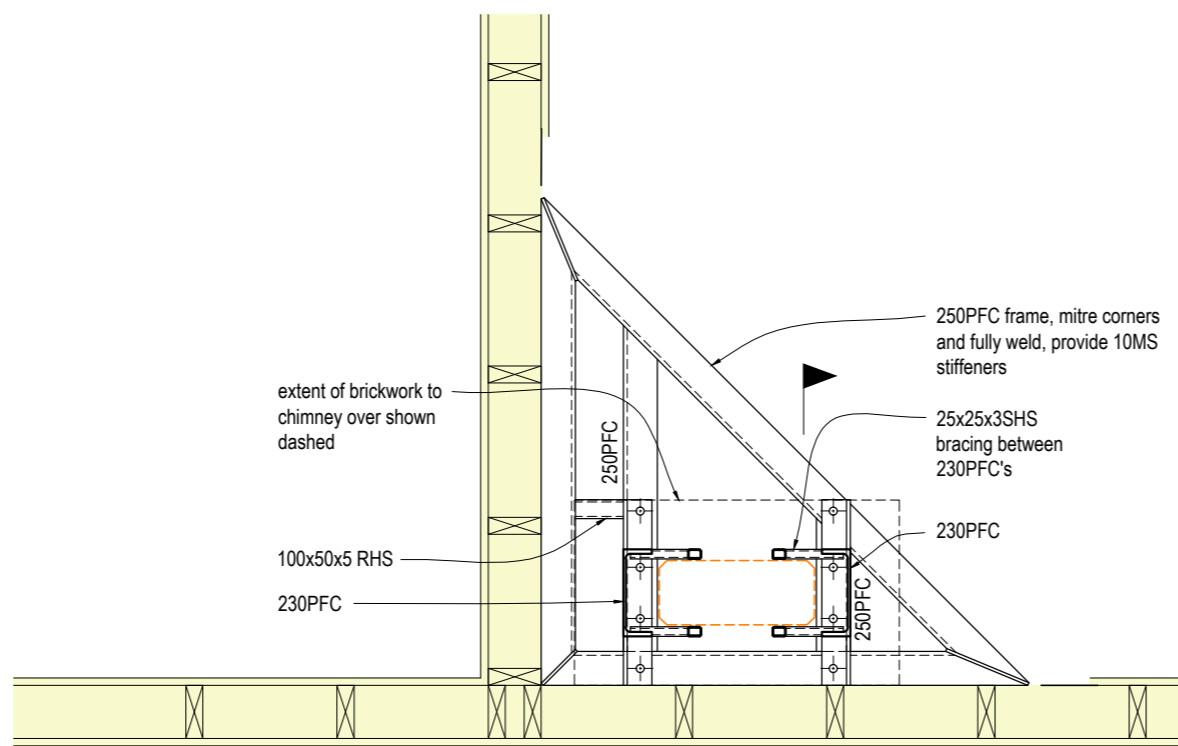 250PFC frame, mitre corners
and fully weld, provide 10MS
stiffeners
extent of brickwork to
chimney over shown
dashed
25x25x3SHS
bracing between
230PFC's
250PFC
230PFC
100x50x5 RHS
230PFC
250PFC